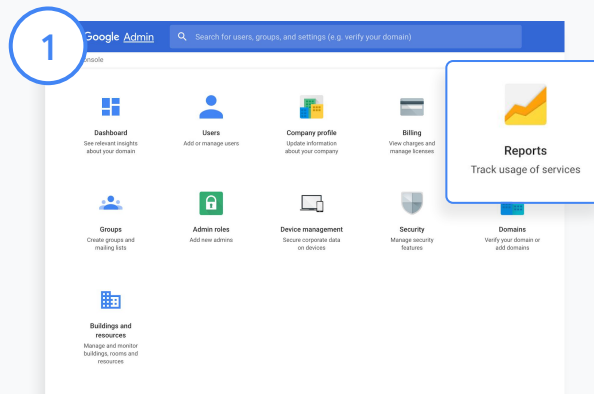 1
Google Admin
Search for users, groups, and settings (e.g. verify your domain)
Dashboard
See relevant insights
about your domain
Users
Add or manage users
Company profile
Update information
about your company
Billing
View charges and
manage licenses
Reports
Track usage of services
Groups
Create groups and
mailing lists
Admin roles
Add new admins
Device management
Secure corporate data
on devices
Security
Manage security
features
Domains
Verify your domain or
add domains
Buildings and
resources
Manage and monitor
buildings, rooms and
resources